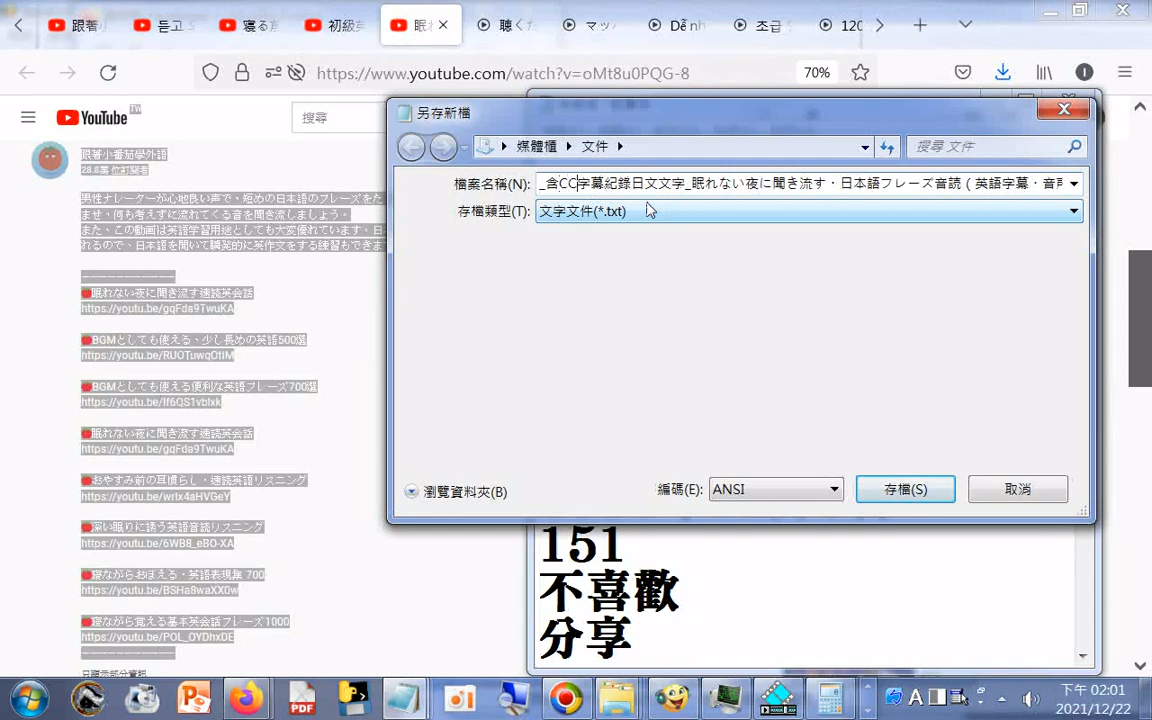 跟著小
듣고
寝る
初級英
眠れ
聴くた
マッ
Dễ nh
초급
120
https://www.youtube.com/watch?v=oMt8u0PQG-8
70%
YouTube TW
搜尋
跟著小番茄學外語
28.8萬 位訂閱者
男性ナレーターが心地良い声で、短めの日本語のフレーズをた
ませ、何も考えずに流れてくる音を聞き流しましょう。
また、この動画は英語学習用途としても大変優れています、日
れるので、日本語を聞いて瞬発的に英作文をする練習もできま
——————————
🍅眠れない夜に聞き流す速読英会話
https://youtu.be/gqFds9TwuKA
🍅BGMとしても使える、少し長めの英語500選
https://youtu.be/RUOTuwqOtIM
🍅BGMとしても使える便利な英語フレーズ700選
https://youtu.be/If6QS1vbIxk
🍅眠れない夜に聞き流す速読英会話
https://youtu.be/gqFds9TwuKA
🍅おやすみ前の耳慣らし・速読英語リスニング
https://youtu.be/wrIx4aHVGeY
🍅深い眠りに誘う英語音読リスニング
https://youtu.be/6WB8_eBO-XA
🍅寝ながらおぼえる・英語表現集 700
https://youtu.be/BSHa8waXX0w
🍅寝ながら覚える基本英会話フレーズ1000
https://youtu.be/POL_OYDhxDE
——————————
只顯示部分資訊
另存新檔
媒體櫃 文件
搜尋 文件
檔案名稱(N): _含CC字幕紀錄日文文字_眠れない夜に聞き流す・日本語フレーズ音読（英語字幕・音声
存檔類型(T): 文字文件(*.txt)
瀏覽資料夾(B)
編碼(E): ANSI
存檔(S)
取消
151
不喜歡
分享
下午 02:01
2021/12/22